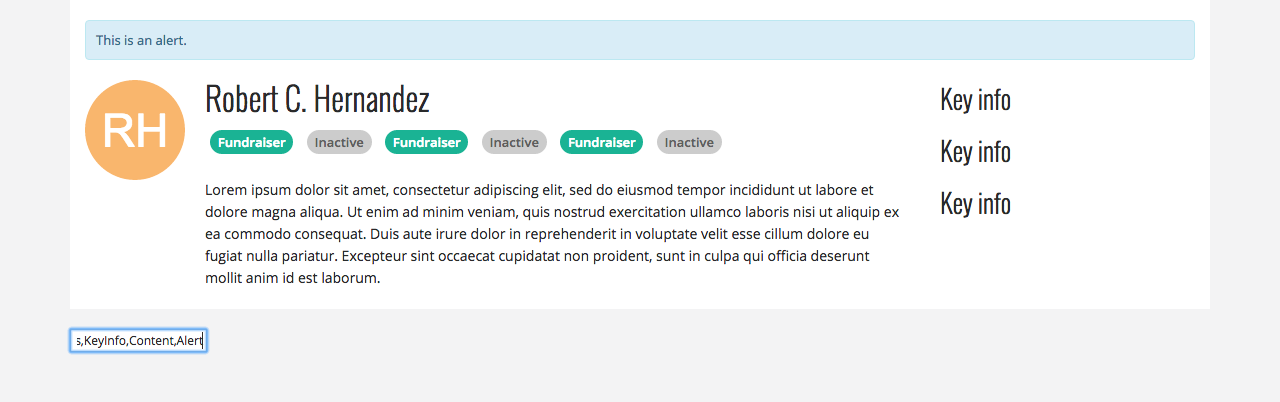 This is an alert.
RH
Robert C. Hernandez
Fundraiser Inactive Fundraiser Inactive Fundraiser Inactive
Lorem ipsum dolor sit amet, consectetur adipiscing elit, sed do eiusmod tempor incididunt ut labore et
dolore magna aliqua. Ut enim ad minim veniam, quis nostrud exercitation ullamco laboris nisi ut aliquip ex
ea commodo consequat. Duis aute irure dolor in reprehenderit in voluptate velit esse cillum dolore eu
fugiat nulla pariatur. Excepteur sint occaecat cupidatat non proident, sunt in culpa qui officia deserunt
mollit anim id est laborum.
Key info
Key info
Key info
s,KeyInfo,Content,Alert